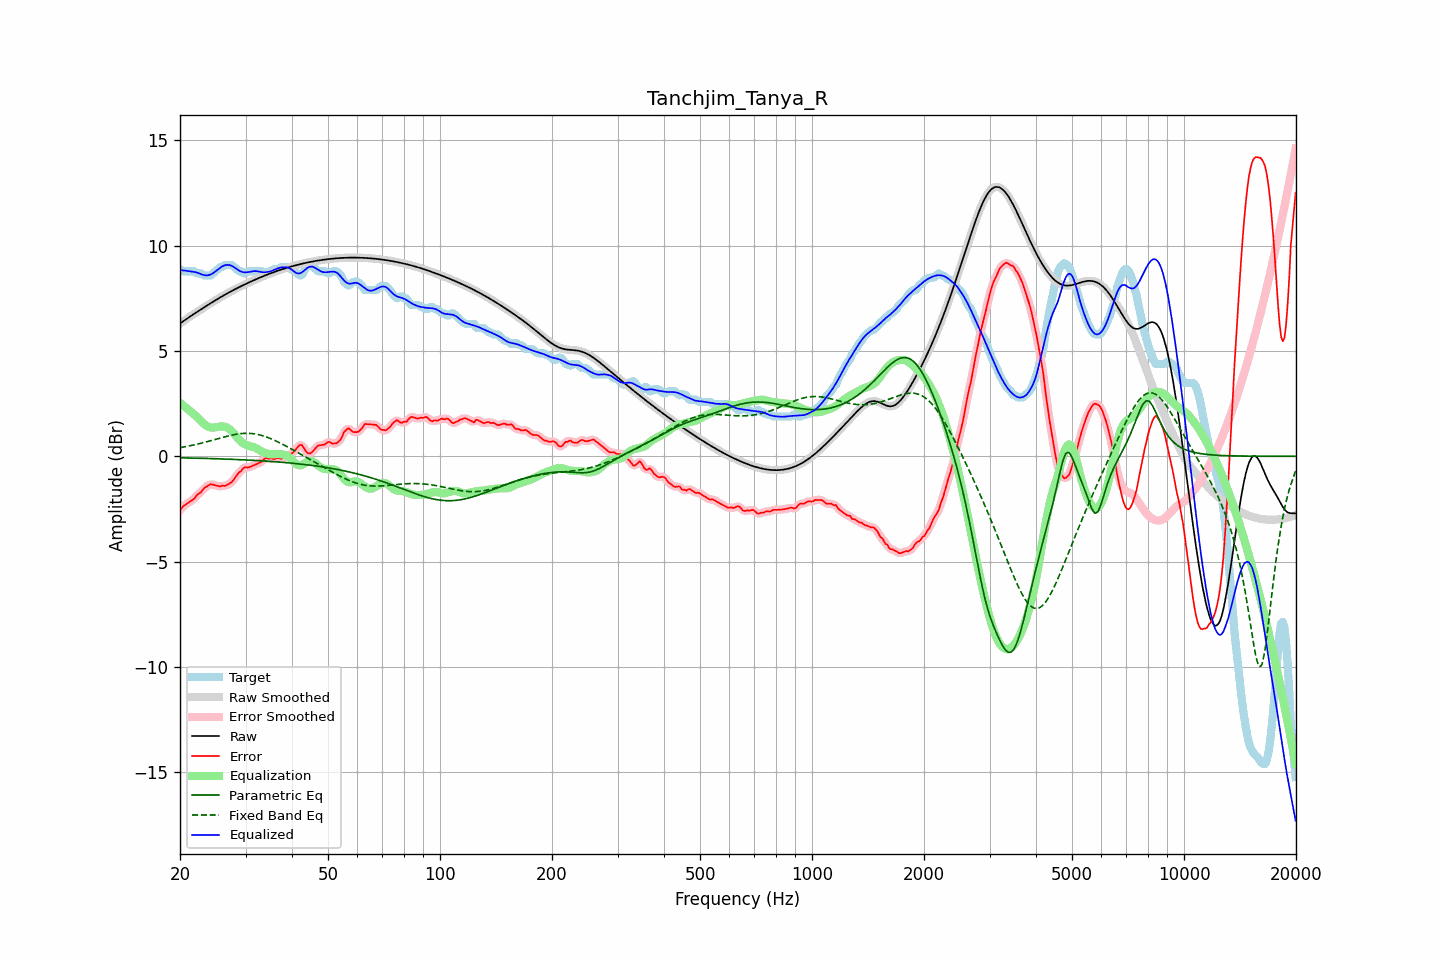 Tanchjim_Tanya_R
15
10
5
0
−5
−10
−15
Amplitude (dBr)
Target
Raw Smoothed
Error Smoothed
Raw
Error
Equalization
Parametric Eq
Fixed Band Eq
Equalized
20 50 100 200 500 1000 2000 5000 10000 20000
Frequency (Hz)